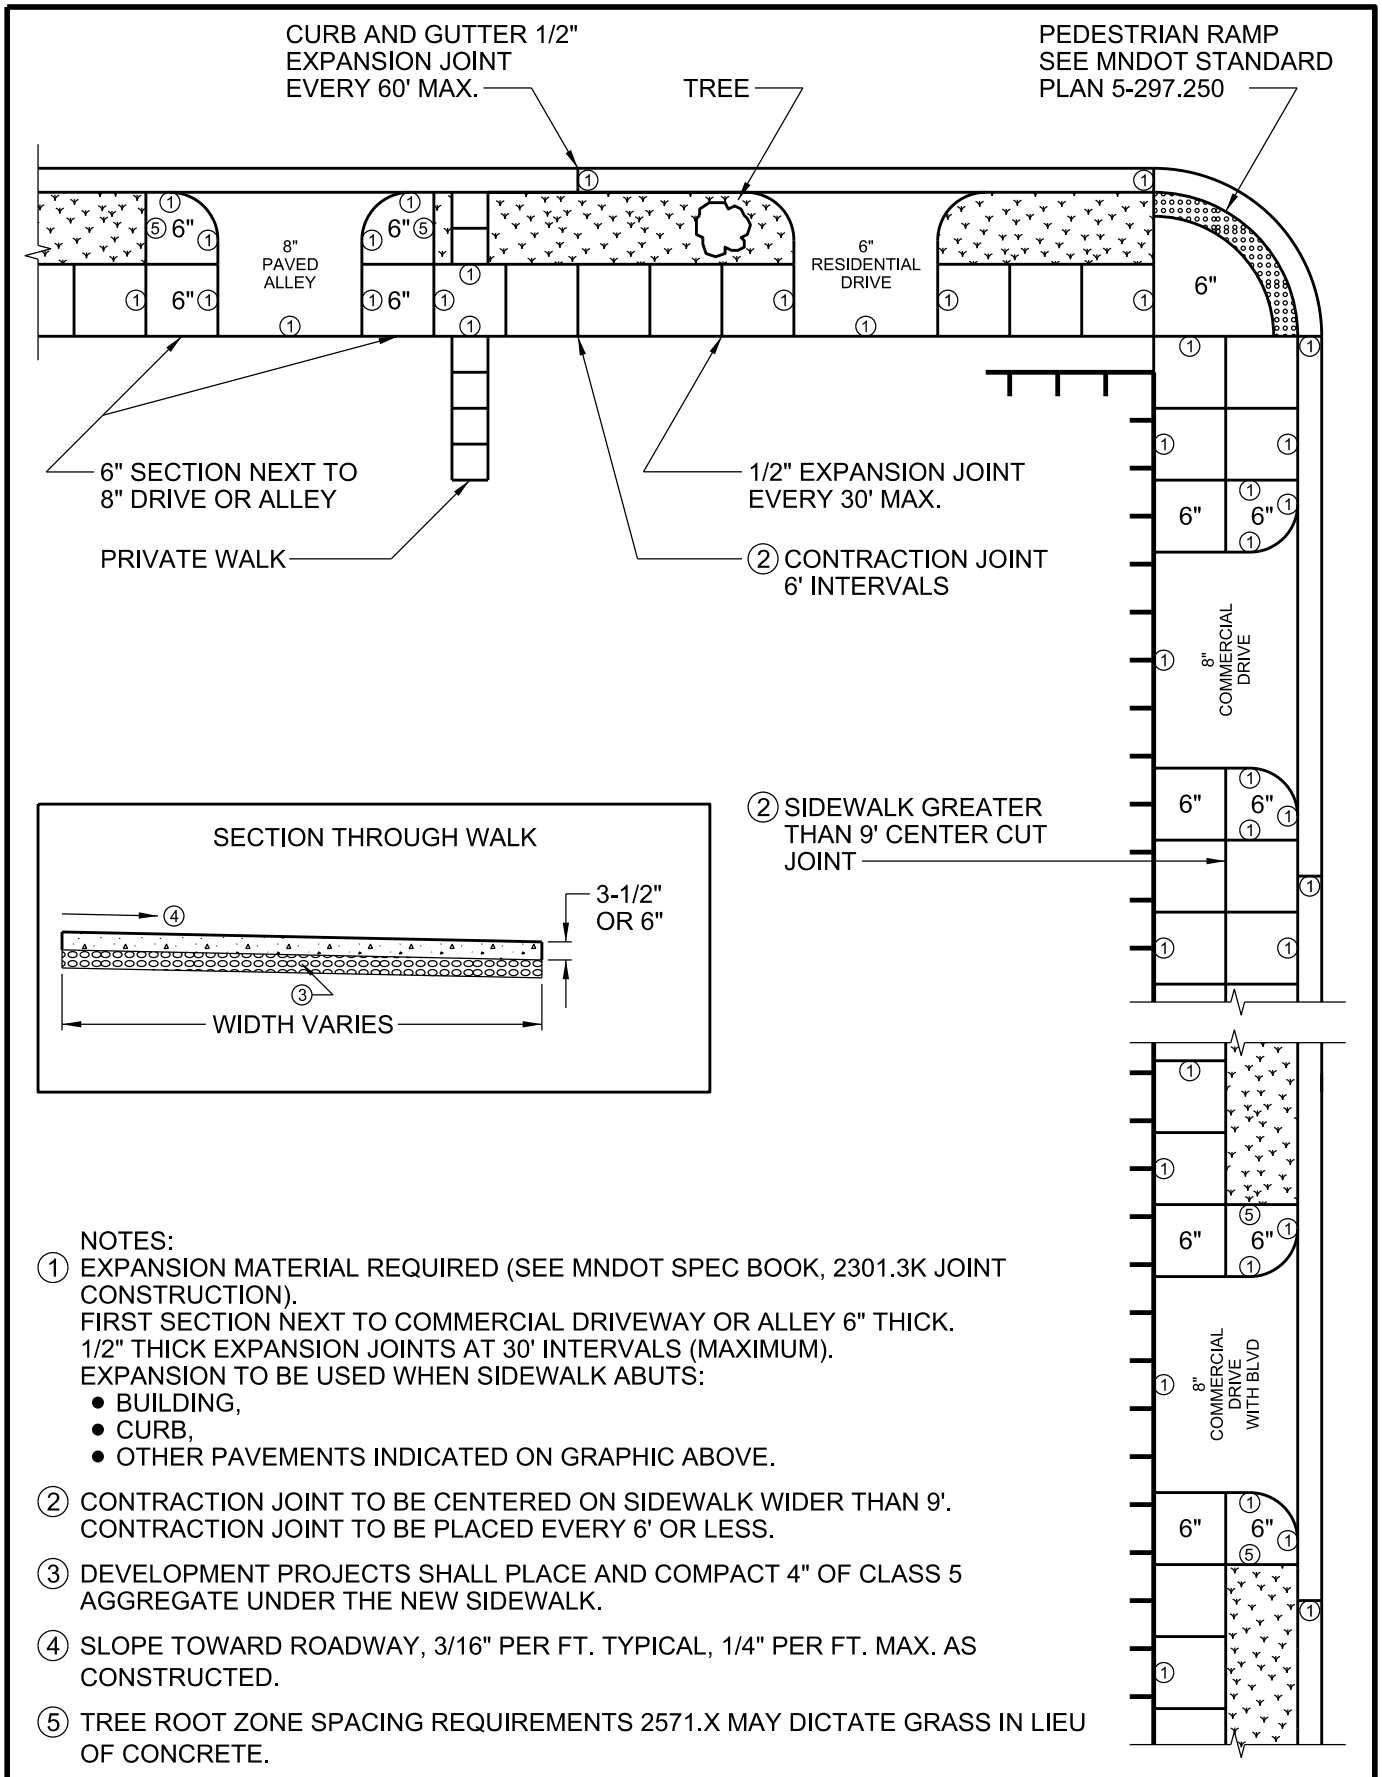 CURB AND GUTTER 1/2"
EXPANSION JOINT
EVERY 60' MAX.
TREE
PEDESTRIAN RAMP
SEE MNDOT STANDARD
PLAN 5-297.250
1
1
1
1
5 6"
1
6" 5
1
8"
PAVED
ALLEY
6"
RESIDENTIAL
DRIVE
1
1
6" 1
1 6"
1
1
1
1
1
1
1
6"
1
1
6" SECTION NEXT TO
8" DRIVE OR ALLEY
PRIVATE WALK
1/2" EXPANSION JOINT
EVERY 30' MAX.
2 CONTRACTION JOINT
6' INTERVALS
1
1
1
6"
6"
1
1
1
8"
COMMERCIAL
DRIVE
1
6"
6"
1
1
2 SIDEWALK GREATER
THAN 9' CENTER CUT
JOINT
1
1
1
SECTION THROUGH WALK
4
3-1/2"
OR 6"
3
WIDTH VARIES
1
1
5
6"
6"
1
1
1
8"
COMMERCIAL
DRIVE
WITH BLVD
1
6"
6"
1
5
1
1
NOTES:
1 EXPANSION MATERIAL REQUIRED (SEE MNDOT SPEC BOOK, 2301.3K JOINT
CONSTRUCTION).
FIRST SECTION NEXT TO COMMERCIAL DRIVEWAY OR ALLEY 6" THICK.
1/2" THICK EXPANSION JOINTS AT 30' INTERVALS (MAXIMUM).
EXPANSION TO BE USED WHEN SIDEWALK ABUTS:
● BUILDING,
● CURB,
● OTHER PAVEMENTS INDICATED ON GRAPHIC ABOVE.
2 CONTRACTION JOINT TO BE CENTERED ON SIDEWALK WIDER THAN 9'.
CONTRACTION JOINT TO BE PLACED EVERY 6' OR LESS.
3 DEVELOPMENT PROJECTS SHALL PLACE AND COMPACT 4" OF CLASS 5
AGGREGATE UNDER THE NEW SIDEWALK.
4 SLOPE TOWARD ROADWAY, 3/16" PER FT. TYPICAL, 1/4" PER FT. MAX. AS
CONSTRUCTED.
5 TREE ROOT ZONE SPACING REQUIREMENTS 2571.X MAY DICTATE GRASS IN LIEU
OF CONCRETE.